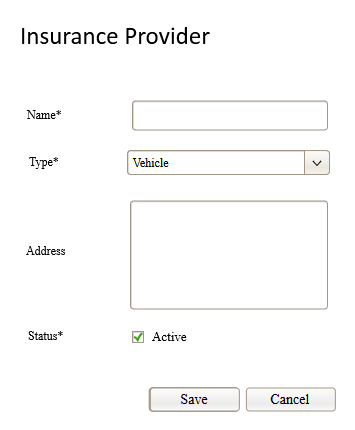 Insurance Provider
Name*
Type* Vehicle
Address
Status* Active
Save Cancel